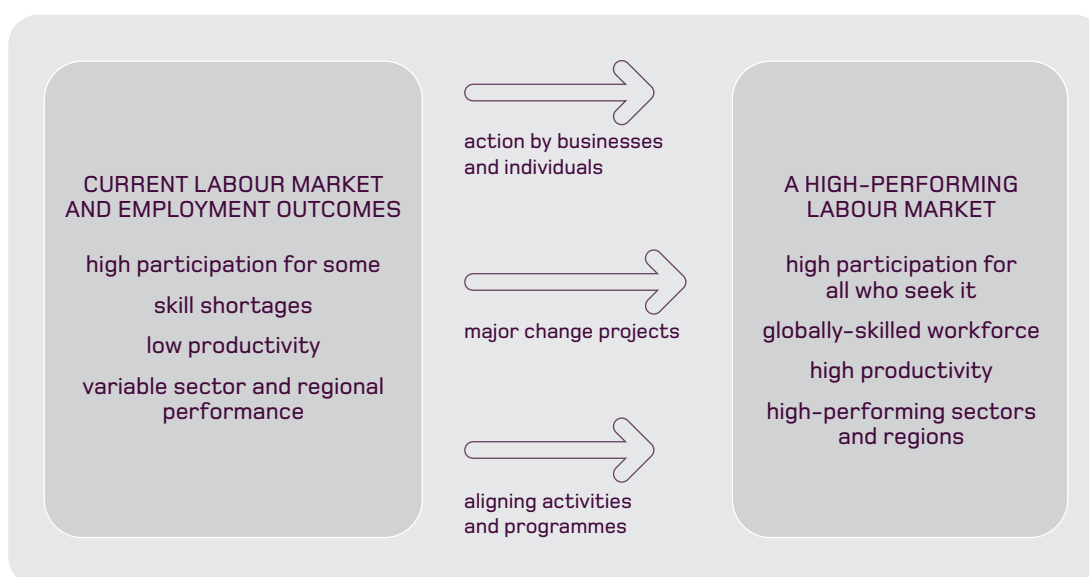 CURRENT LABOUR MARKET
AND EMPLOYMENT OUTCOMES
high participation for some
skill shortages
low productivity
variable sector and regional
performance
action by businesses
and individuals
major change projects
aligning activities
and programmes
A HIGH-PERFORMING
LABOUR MARKET
high participation for
all who seek it
globally-skilled workforce
high productivity
high-performing sectors
and regions